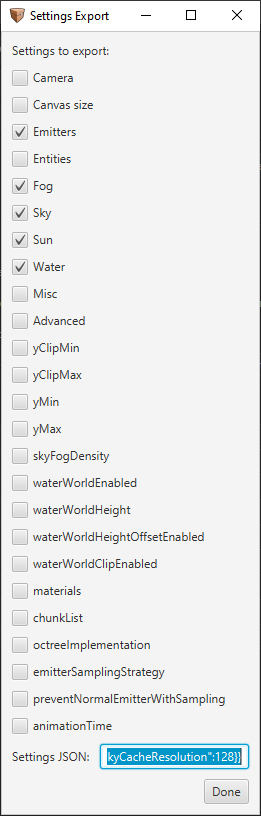 Settings Export
Settings to export:
Camera
Canvas size
Emitters
Entities
Fog
Sky
Sun
Water
Misc
Advanced
yClipMin
yClipMax
yMin
yMax
skyFogDensity
waterWorldEnabled
waterWorldHeight
waterWorldHeightOffsetEnabled
waterWorldClipEnabled
materials
chunkList
octreeImplementation
emitterSamplingStrategy
preventNormalEmitterWithSampling
animationTime
Settings JSON: kyCacheResolution":128}}
Done